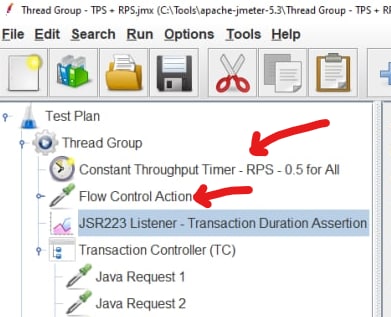 Thread Group - TPS + RPS.jmx (C:\Tools\apache-jmeter-5.3\Thread Group - TPS + RP
File Edit Search Run Options Tools Help
Test Plan
Thread Group
Constant Throughput Timer - RPS - 0.5 for All
Flow Control Action
JSR223 Listener - Transaction Duration Assertion
Transaction Controller (TC)
Java Request 1
Java Request 2